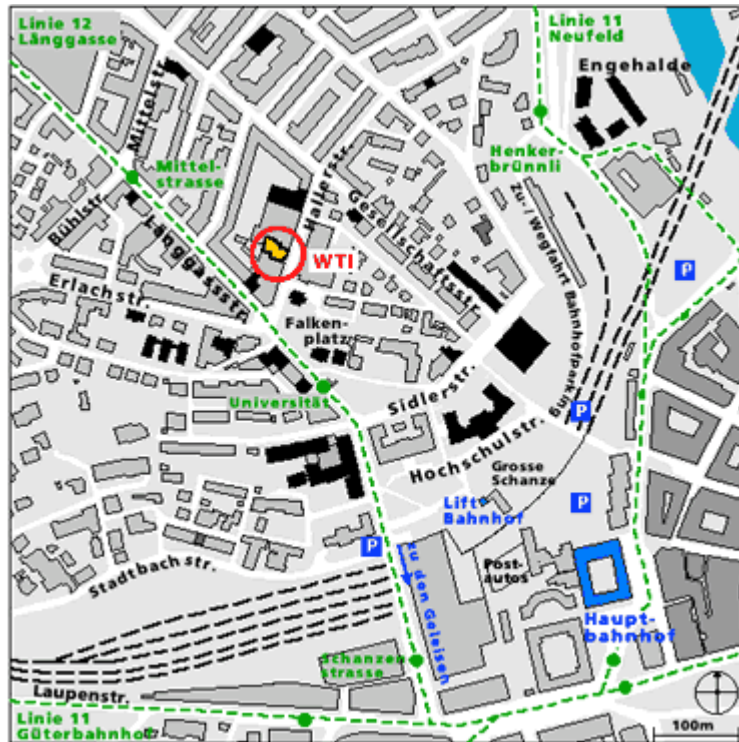 Linie 12
Länggasse
Linie 11
Neufeld
Engehalde
Mittelstr.
Henker-
brünnli
Mittel-
strasse
Hallerstr.
Gesellschaftsstr.
Zu- / Wegfahrt Bahnhofparking
Bühlstr.
Länggassstr.
WTI
P
Erlachstr.
Falken-
platz
Universität
Sidlerstr.
P
Hochschulstr.
Grosse
Schanze
Lift
Bahnhof
P
P
zu den Geleisen
Post-
autos
Stadtbachstr.
Haupt-
bahnhof
Schanzen
strasse
Laupenstr.
Linie 11
Güterbahnhof
100m